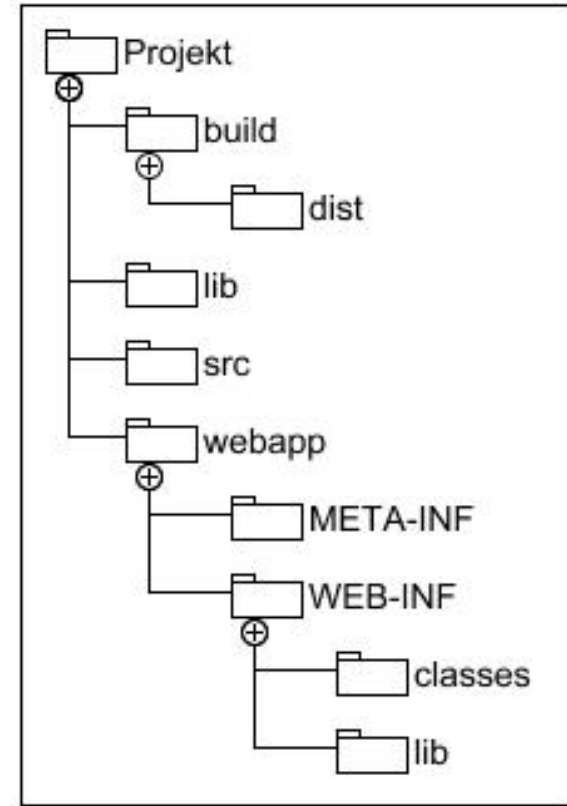 Projekt
build
dist
lib
src
webapp
META-INF
WEB-INF
classes
lib